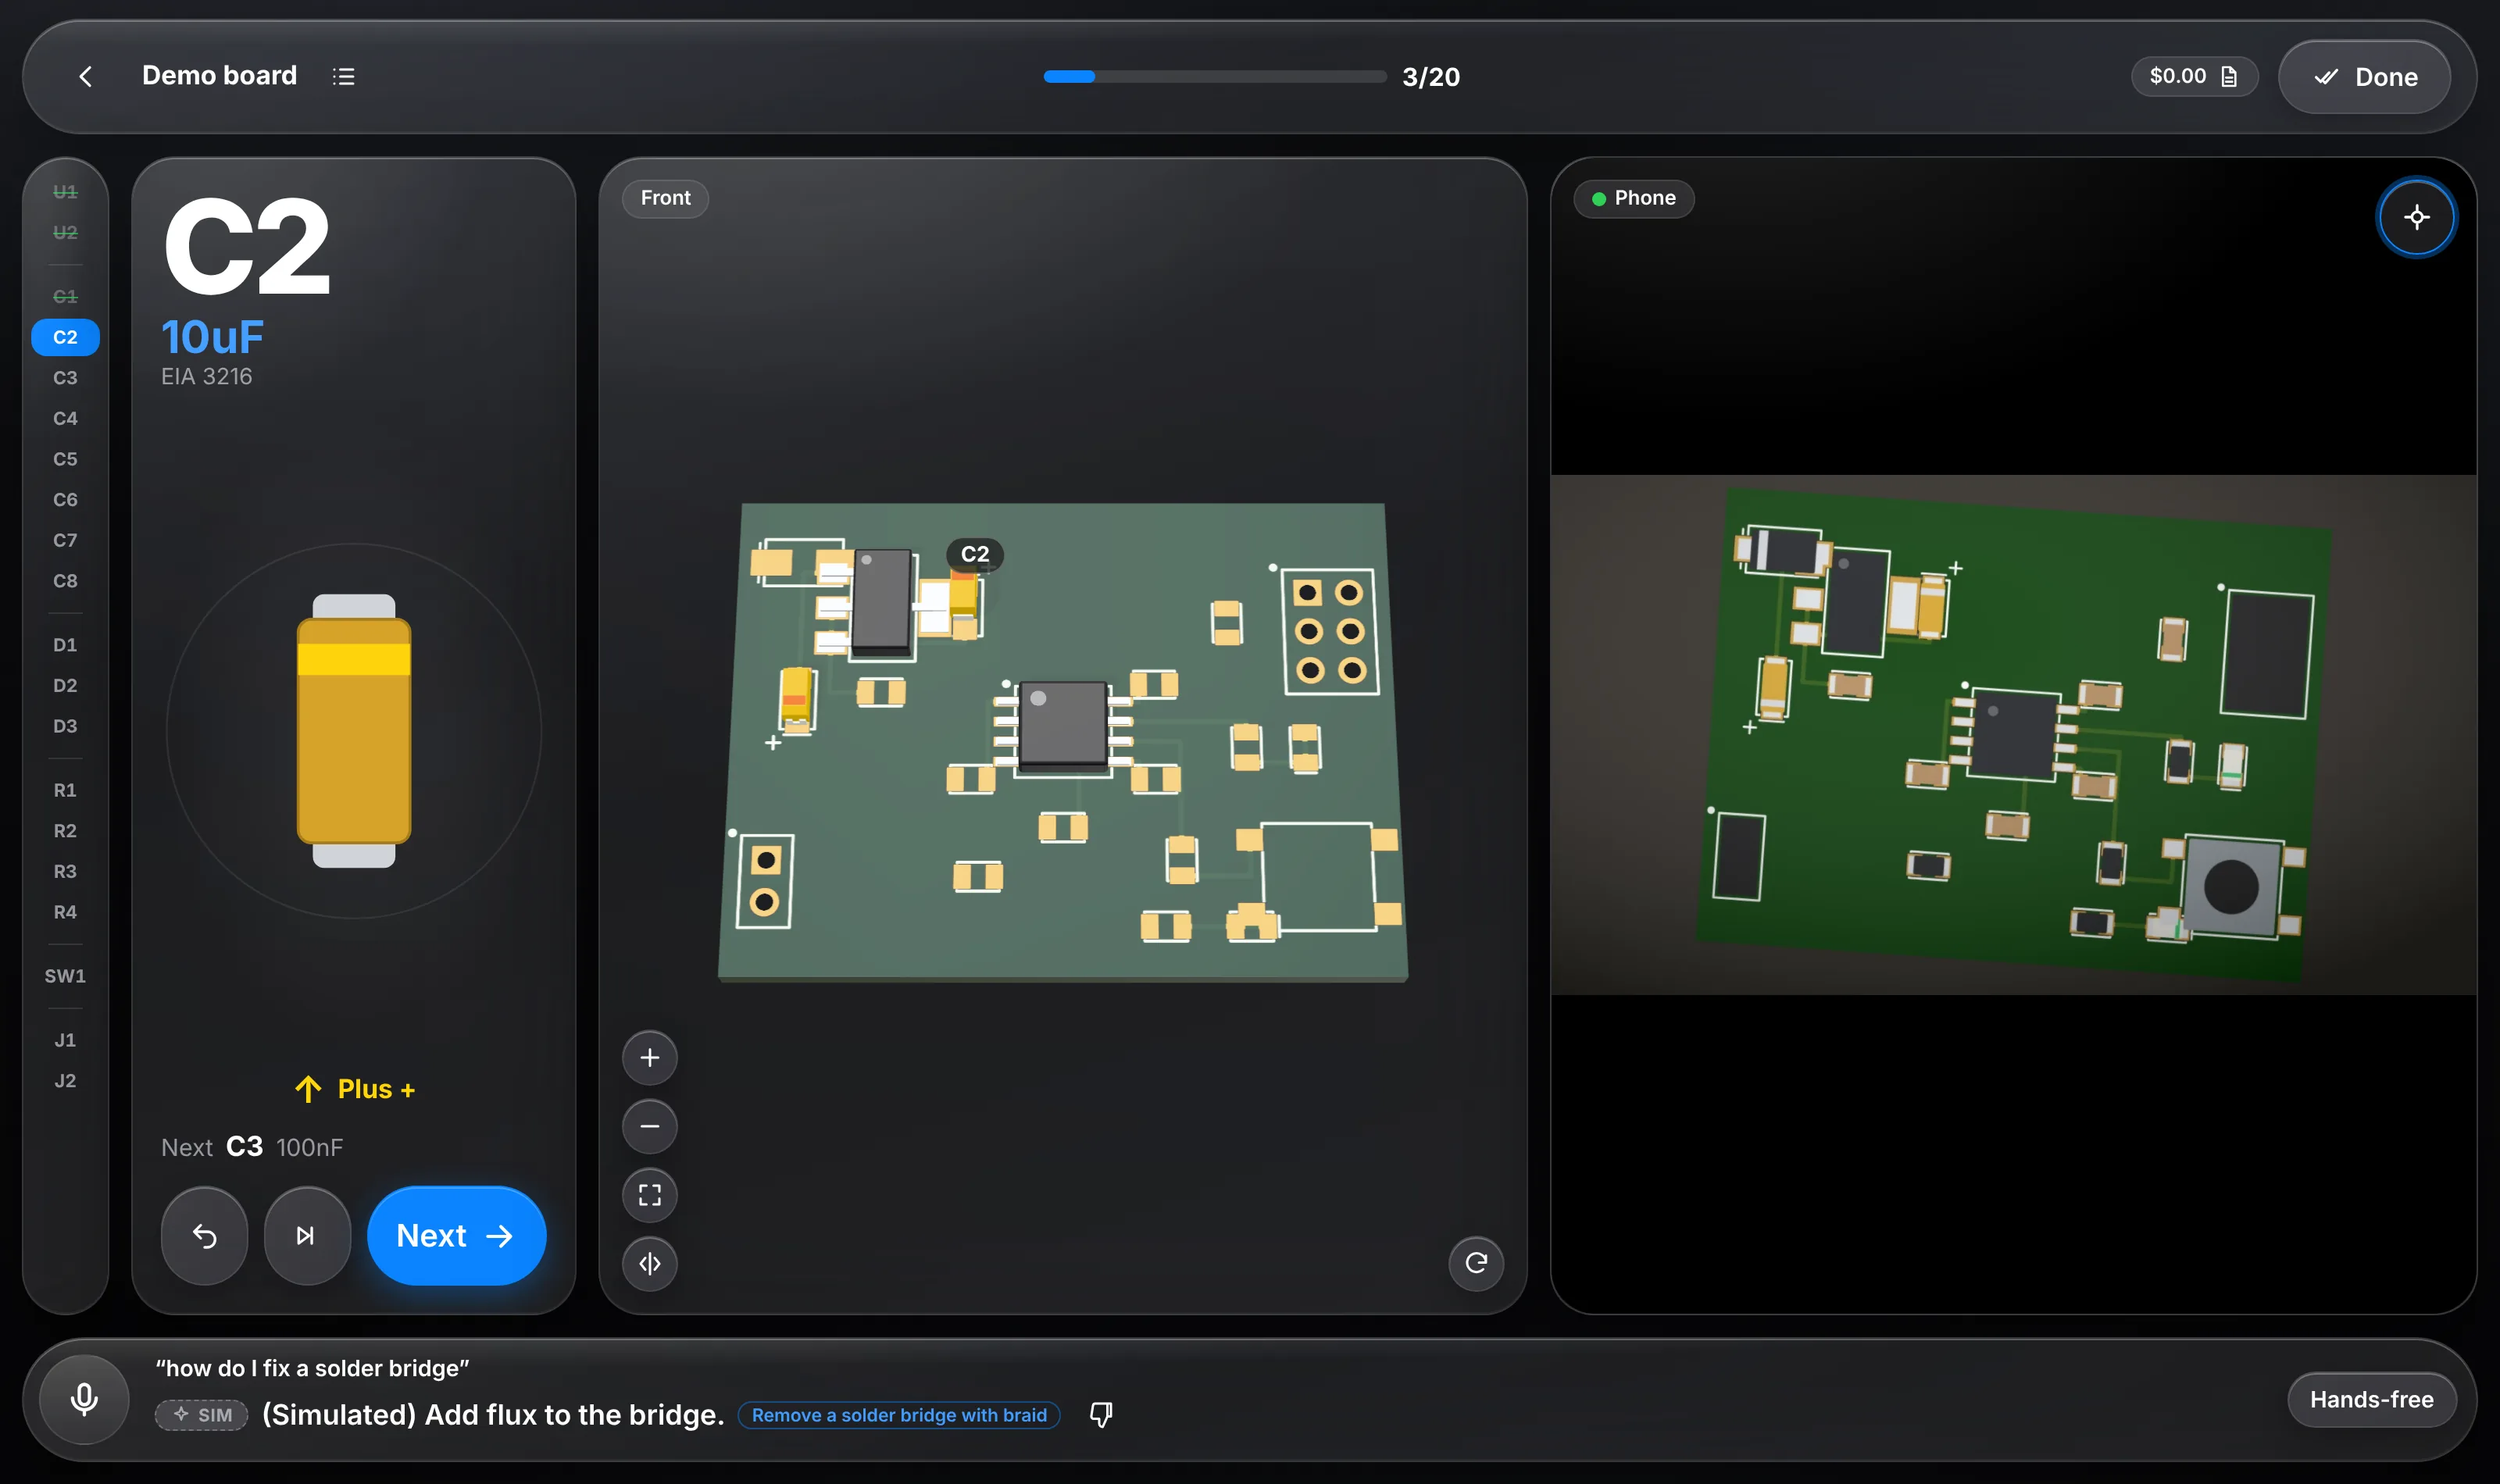 Demo board
3/20
$0.00
Done
U1
U2
C1
C2
C3
C4
C5
C6
C7
C8
D1
D2
D3
R1
R2
R3
R4
SW1
J1
J2
C2
10uF
EIA 3216
Plus +
Next C3 100nF
Next
Front
C2
+
+
Phone
+
+
“how do I fix a solder bridge”
SIM (Simulated) Add flux to the bridge. Remove a solder bridge with braid
Hands-free